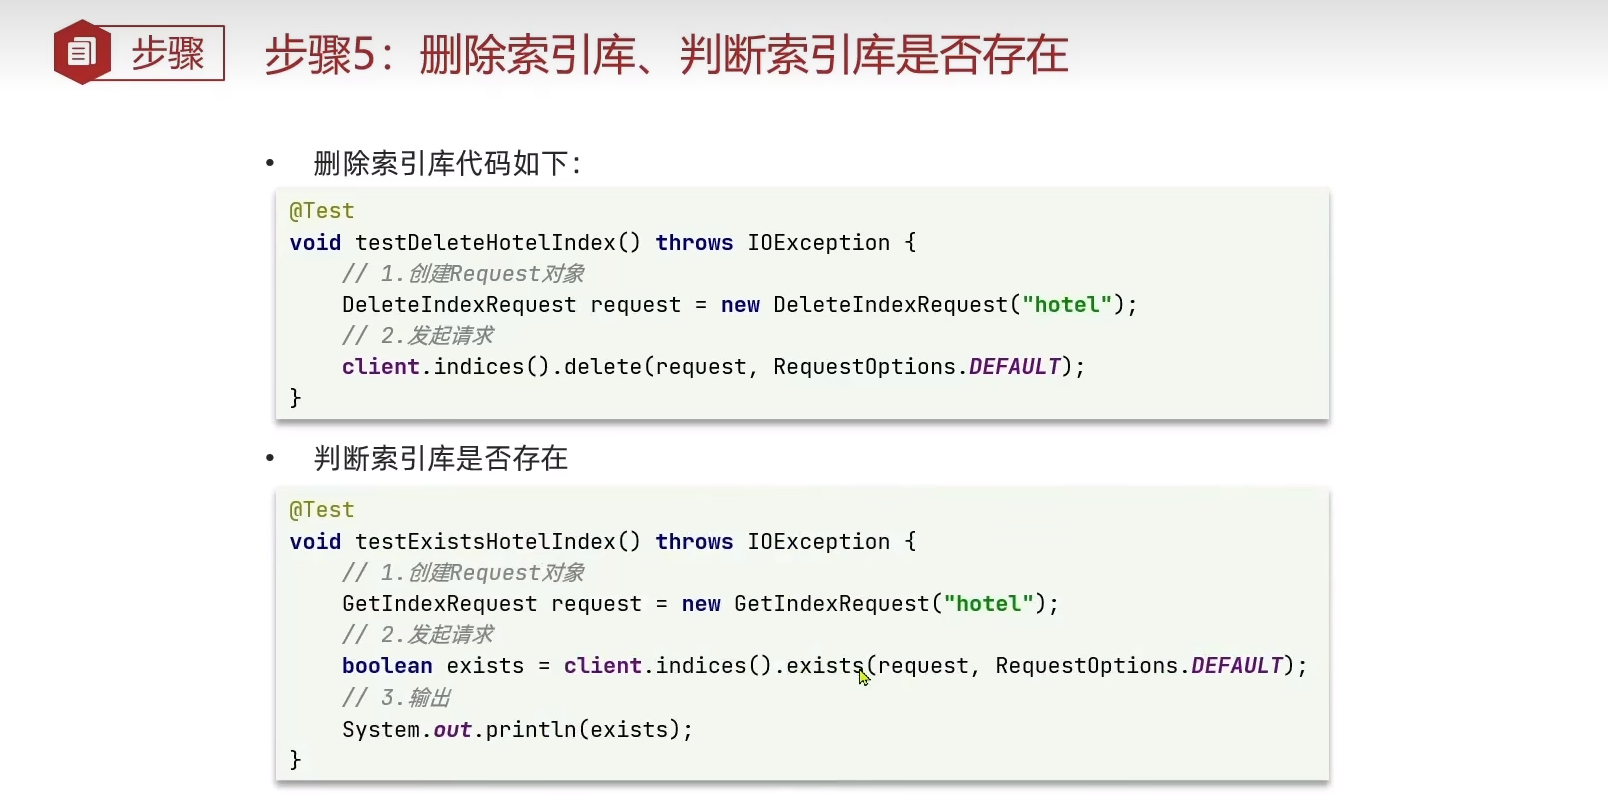 步骤
步骤5：删除索引库、判断索引库是否存在
• 删除索引库代码如下：
@Test
void testDeleteHotelIndex() throws IOException {
    // 1.创建Request对象
    DeleteIndexRequest request = new DeleteIndexRequest("hotel");
    // 2.发起请求
    client.indices().delete(request, RequestOptions.DEFAULT);
}
• 判断索引库是否存在
@Test
void testExistsHotelIndex() throws IOException {
    // 1.创建Request对象
    GetIndexRequest request = new GetIndexRequest("hotel");
    // 2.发起请求
    boolean exists = client.indices().exists(request, RequestOptions.DEFAULT);
    // 3.输出
    System.out.println(exists);
}